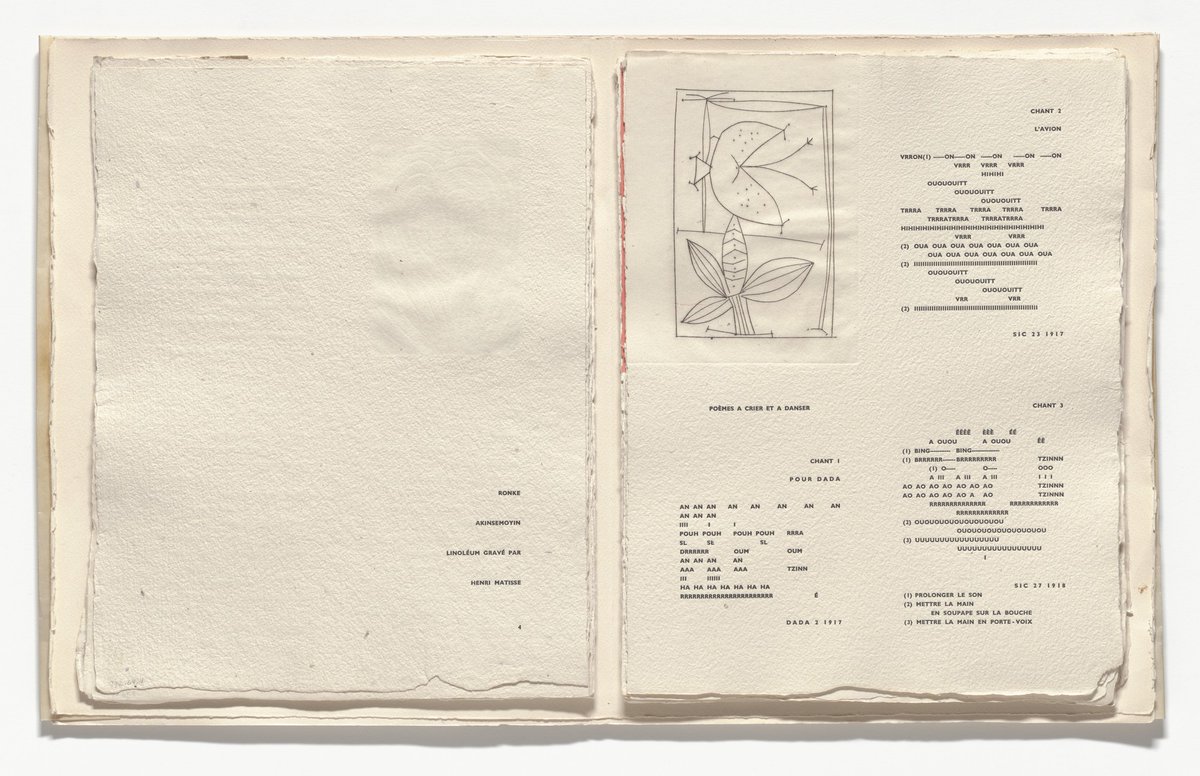 RONKE
AKINSEMOYIN
LINOLÉUM GRAVÉ PAR
HENRI MATISSE
4
POÈMES A CRIER ET A DANSER
CHANT 1
POUR DADA
AN AN AN AN AN AN AN AN
AN AN AN
IIII I I
POUH POUH POUH POUH RRRA
SL SL SL
DRRRRRR OUM OUM
AN AN AN AN
AAA AAA AAA TZINN
III IIIIII
HA HA HA HA HA HA HA
RRRRRRRRRRRRRRRRRRRRRRR É
DADA 2 1917
CHANT 2
L'AVION
VRRON(1) —ON—ON —ON —ON —ON
VRRR VRRR VRRR
HIHIHI
OUOUOUITT
OUOUOUITT
OUOUOUITT
TRRRA TRRRA TRRRA TRRRA TRRRA
TRRRATRRRA TRRRATRRRA
HIHIHIHIHIHIHIHIHIHIHIHIHIHIHIHIHIHI
VRRR VRRR
(2) OUA OUA OUA OUA OUA OUA OUA
OUA OUA OUA OUA OUA OUA OUA
(2)
OUOUOUITT
OUOUOUITT
OUOUOUITT
VRR VRR
(2)
SIC 23 1917
CHANT 3
ÈÈÈÈ ÈÈÈ ÉÉ
A OUOU A OUOU ÉÉ
(1) BING——— BING————
(1) BRRRRRR——BRRRRRRRRR TZINNN
(1) O— O— OOO
A III A III A III I I I
AO AO AO AO AO AO AO TZINNN
AO AO AO AO AO A AO TZINNN
RRRRRRRRRRRRRR RRRRRRRRRRRR
RRRRRRRRRRRRR
(2) OUOUOUOUOUOUOUOUOU
OUOUOUOUOUOUOUOUOU
(3) UUUUUUUUUUUUUUUUU
UUUUUUUUUUUUUUUUU
I
SIC 27 1918
(1) PROLONGER LE SON
(2) METTRE LA MAIN
EN SOUPAPE SUR LA BOUCHE
(3) METTRE LA MAIN EN PORTE-VOIX